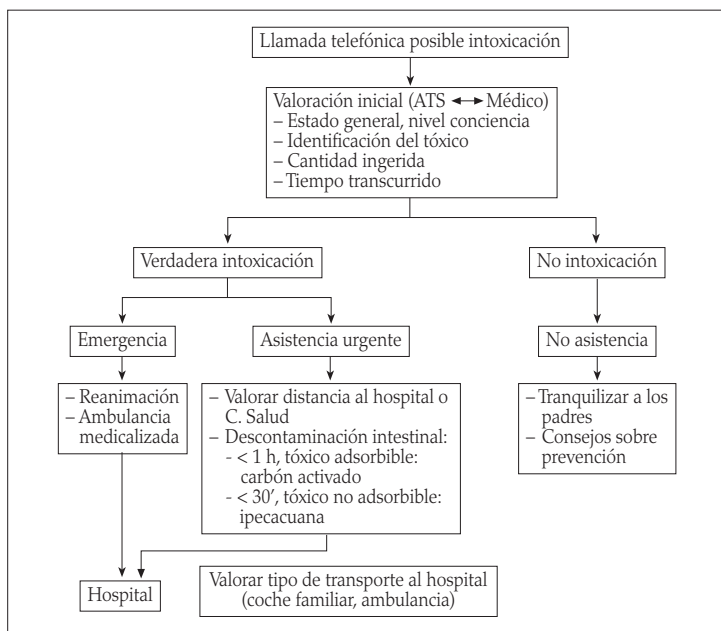 Llamada telefónica posible intoxicación
Valoración inicial (ATS ⟷ Médico)
– Estado general, nivel conciencia
– Identificación del tóxico
– Cantidad ingerida
– Tiempo transcurrido
Verdadera intoxicación
No intoxicación
Emergencia
Asistencia urgente
No asistencia
– Reanimación
– Ambulancia
medicalizada
– Valorar distancia al hospital o
C. Salud
– Descontaminación intestinal:
- < 1 h, tóxico adsorbible:
carbón activado
- < 30’, tóxico no adsorbible:
ipecacuana
– Tranquilizar a los
padres
– Consejos sobre
prevención
Hospital
Valorar tipo de transporte al hospital
(coche familiar, ambulancia)